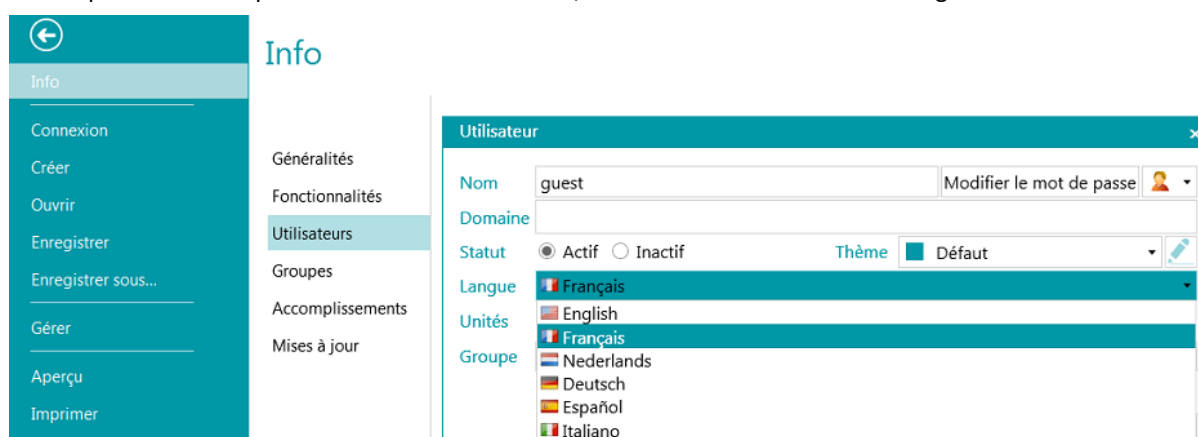 Info
Info
Connexion
Créer
Ouvrir
Enregistrer
Enregistrer sous...
Gérer
Aperçu
Imprimer
Généralités
Fonctionnalités
Utilisateurs
Groupes
Accomplissements
Mises à jour
Utilisateur
Nom guest Modifier le mot de passe
Domaine
Statut Actif Inactif Thème Défaut
Langue Français
Unités
Groupe
English
Français
Nederlands
Deutsch
Español
Italiano